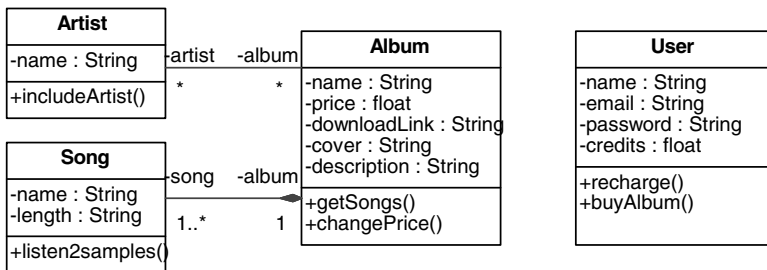 Artist
-name : String
+includeArtist()
-artist
-album
*
*
Album
-name : String
-price : float
-downloadLink : String
-cover : String
-description : String
+getSongs()
+changePrice()
User
-name : String
-email : String
-password : String
-credits : float
+recharge()
+buyAlbum()
Song
-name : String
-length : String
+listen2samples()
-song
-album
1..*
1